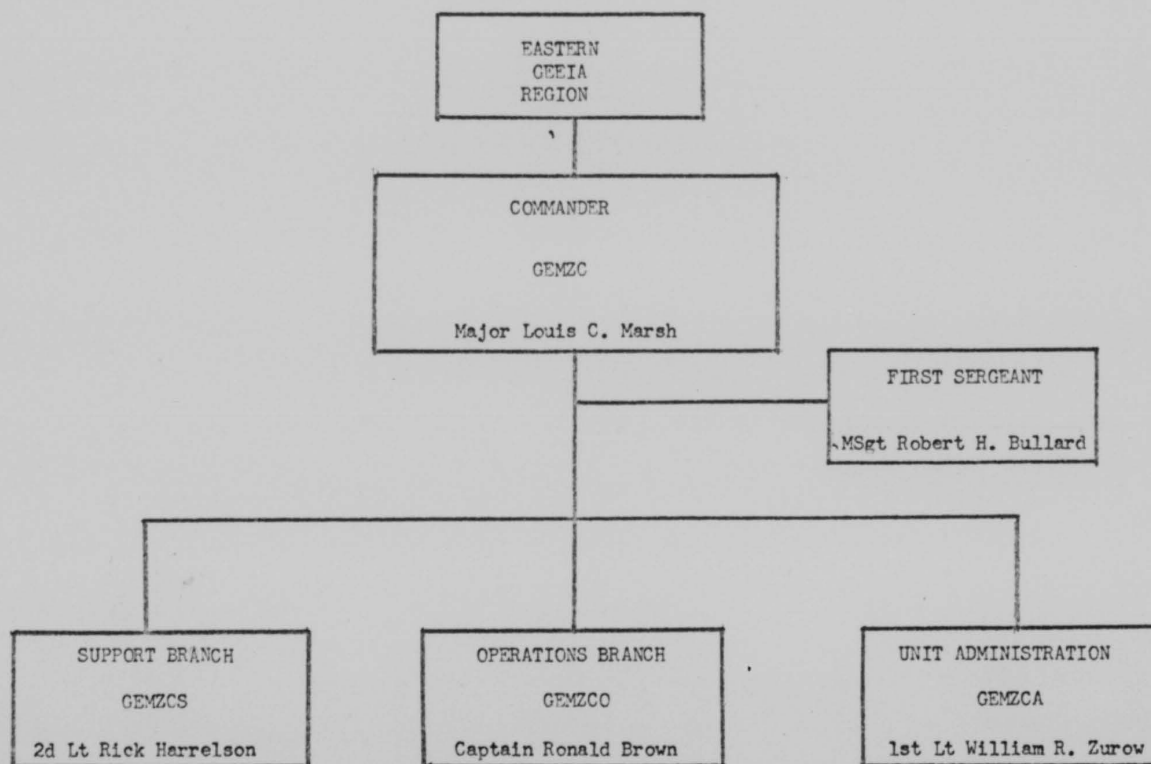 EASTERN
GEEIA
REGION
COMMANDER
GEMZC
Major Louis C. Marsh
FIRST SERGEANT
MSgt Robert H. Bullard
SUPPORT BRANCH
GEMZCS
2d Lt Rick Harrelson
OPERATIONS BRANCH
GEMZCO
Captain Ronald Brown
UNIT ADMINISTRATION
GEMZCA
1st Lt William R. Zurow